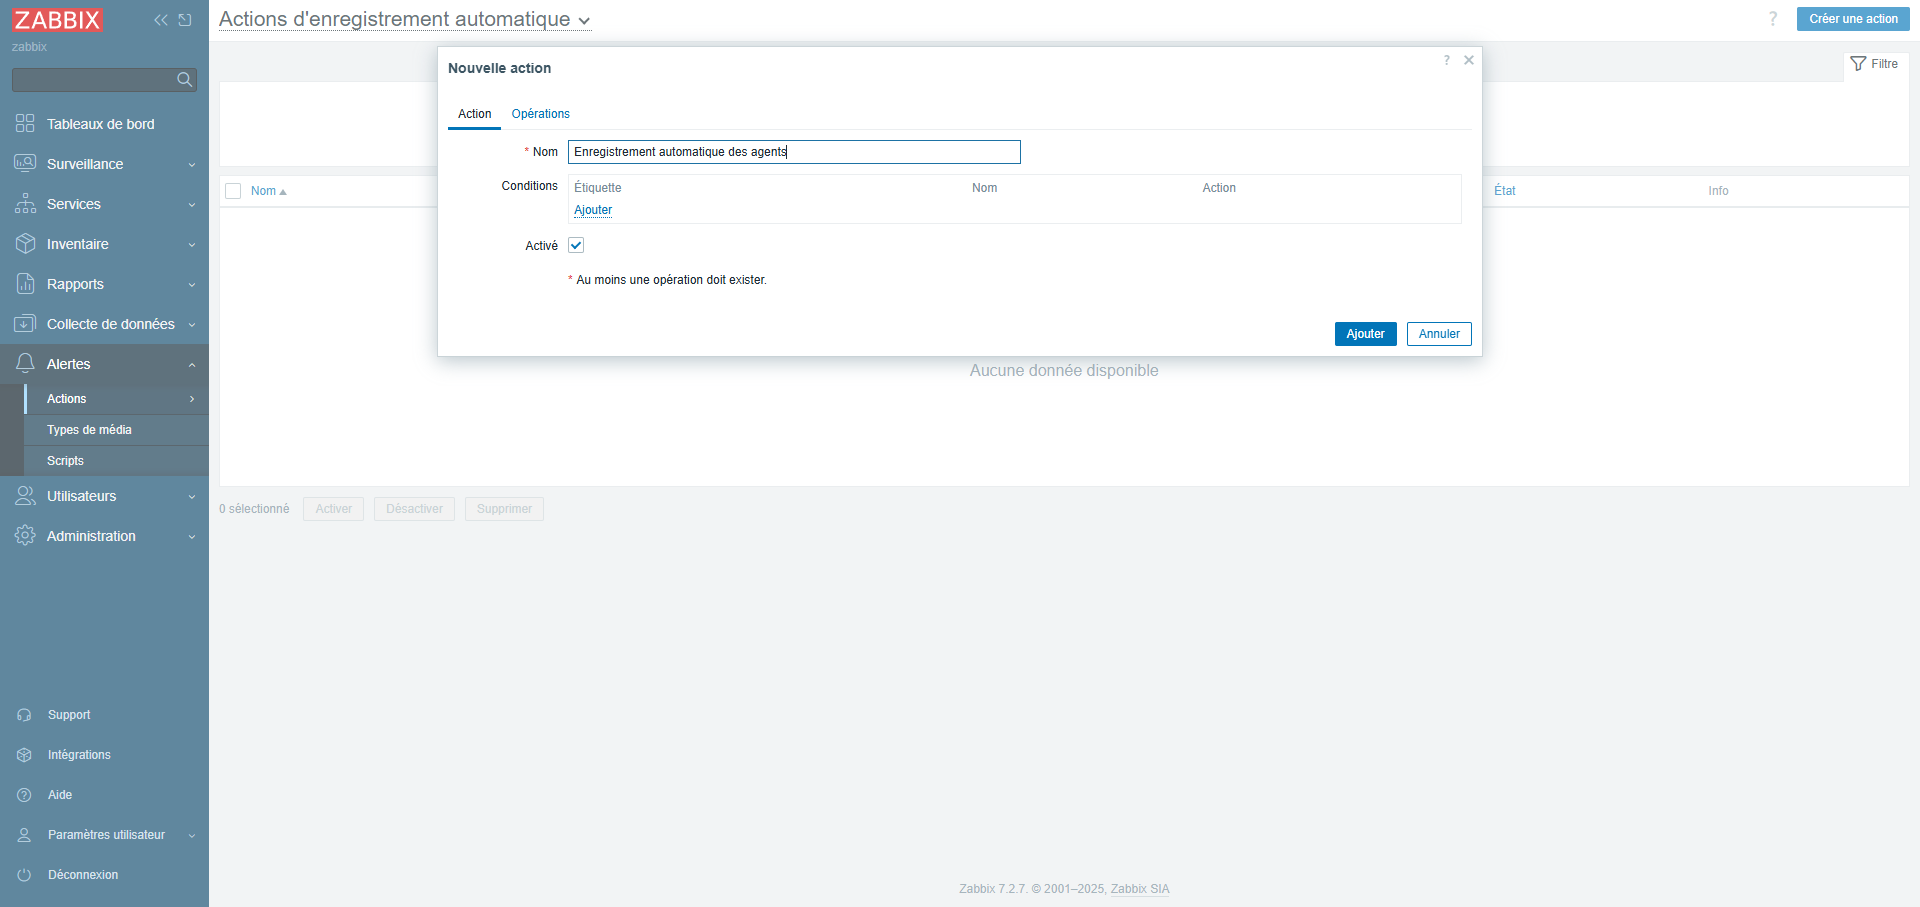 ZABBIX
zabbix
Tableaux de bord
Surveillance
Services
Inventaire
Rapports
Collecte de données
Alertes
Actions
Types de média
Scripts
Utilisateurs
Administration
Support
Intégrations
Aide
Paramètres utilisateur
Déconnexion
Actions d'enregistrement automatique
? Créer une action
Filtre
Nouvelle action
?
Action Opérations
* Nom Enregistrement automatique des agents
Conditions Étiquette Nom Action
Ajouter
Activé
* Au moins une opération doit exister.
Ajouter Annuler
Nom État Info
Aucune donnée disponible
0 sélectionné Activer Désactiver Supprimer
Zabbix 7.2.7. © 2001–2025, Zabbix SIA